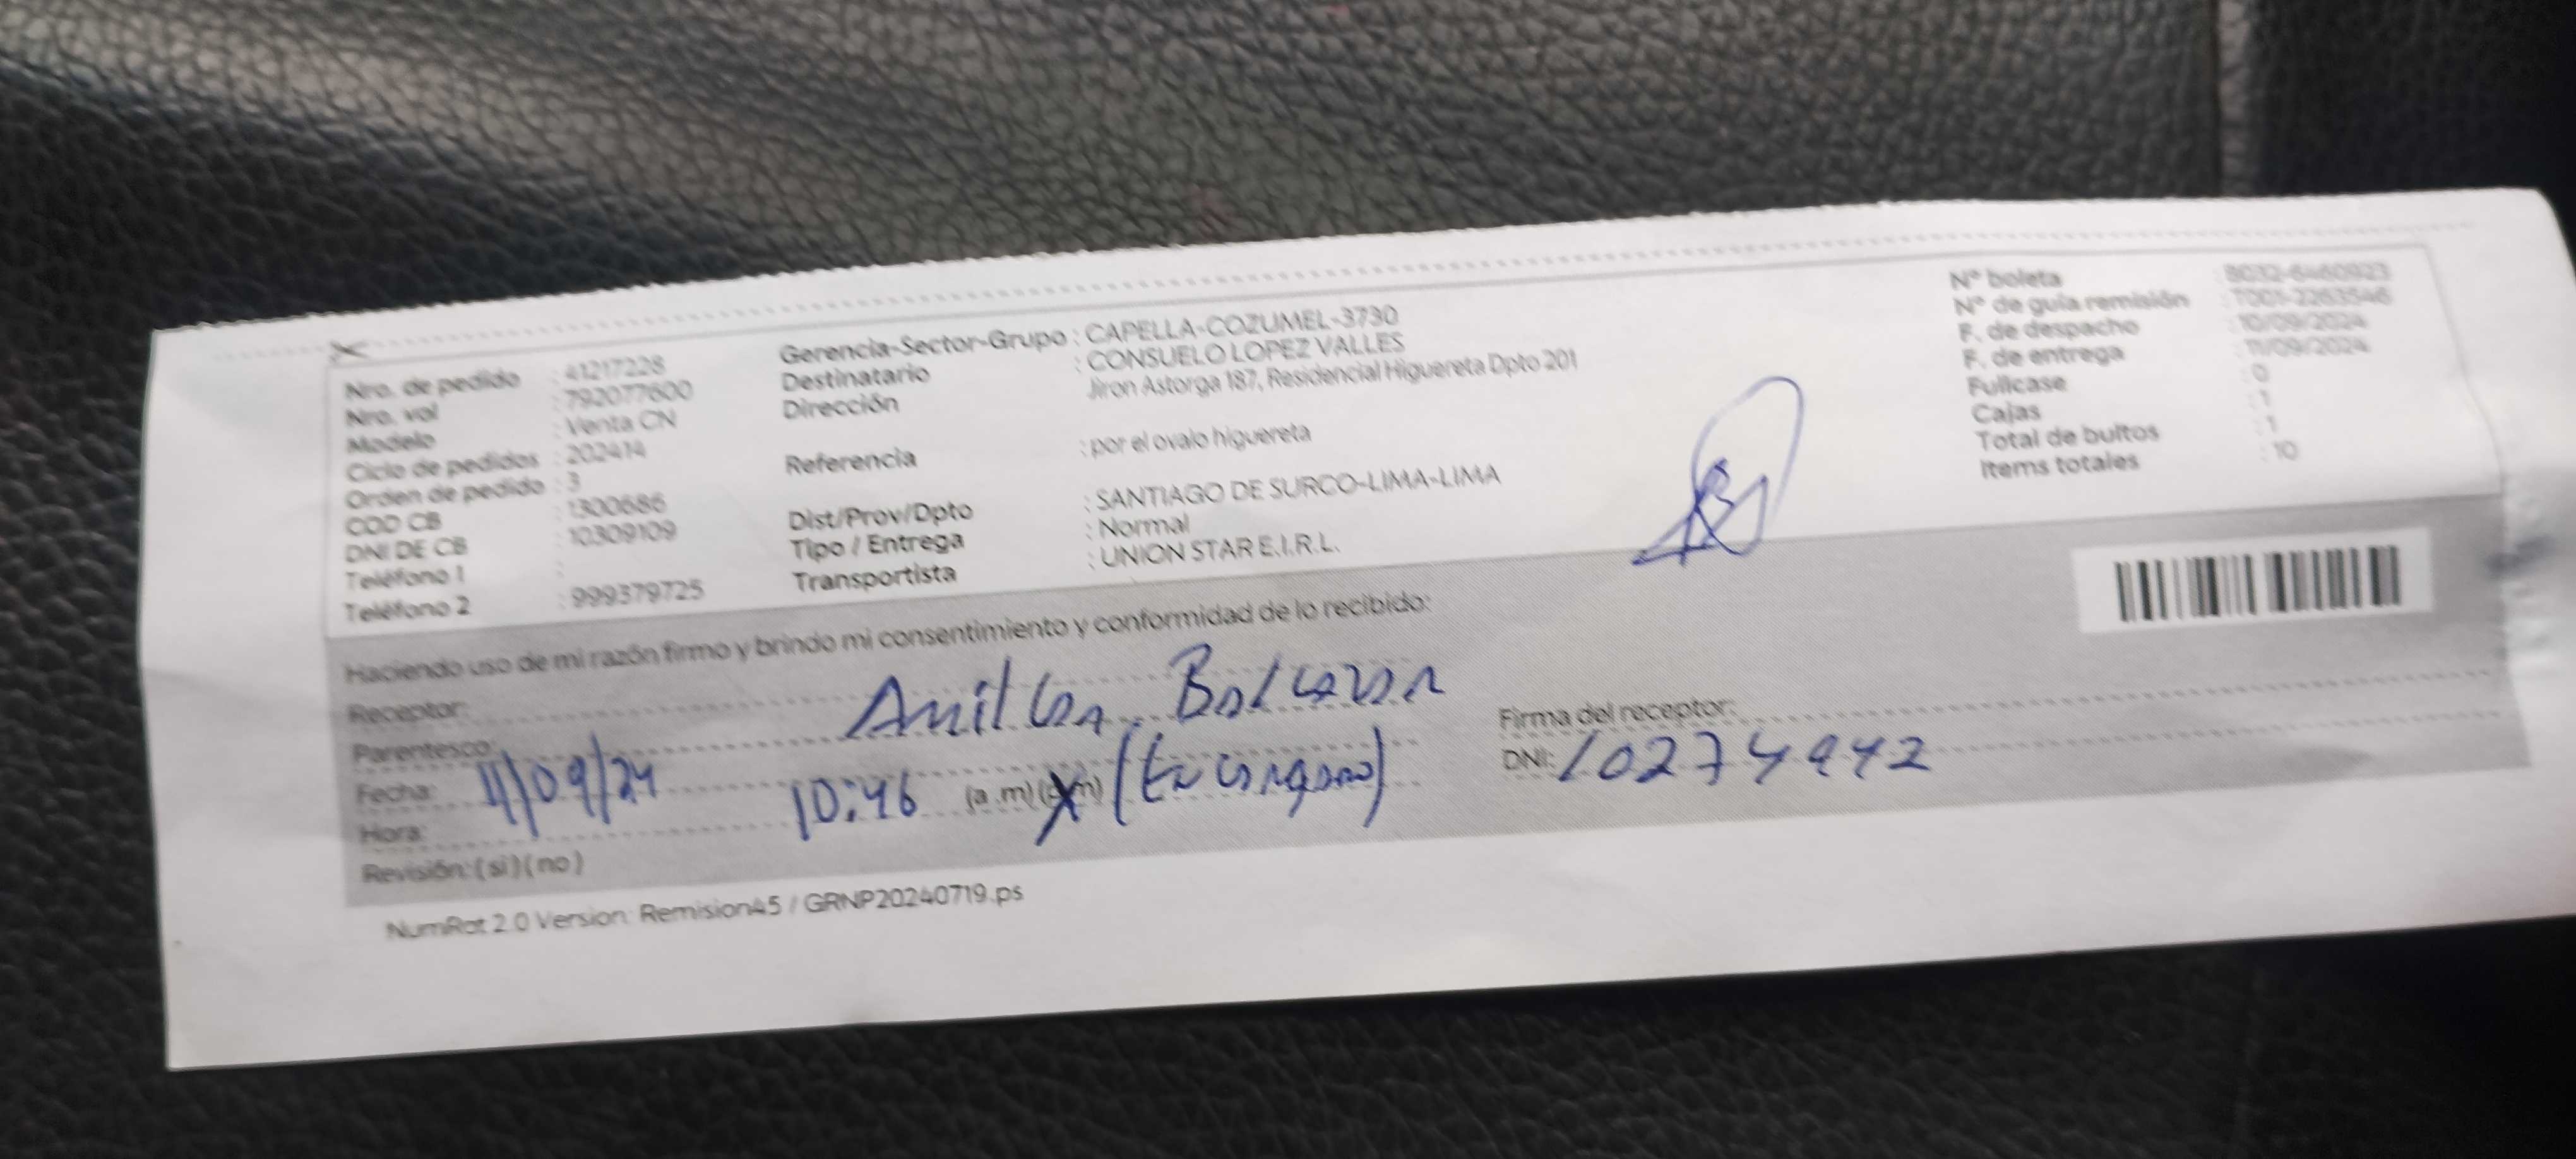 Nro. de pedido : 41217228
Nro. vol : 792077600
Modelo : Venta CN
Ciclo de pedidos : 202414
Orden de pedido : 3
COD CB : 1300686
DNI DE CB : 10309109
Teléfono 1 :
Teléfono 2 : 999379725
Gerencia-Sector-Grupo : CAPELLA-COZUMEL-3730
Destinatario : CONSUELO LOPEZ VALLES
Dirección Jiron Astorga 187, Residencial Higuereta Dpto 201
Referencia : por el ovalo higuereta
Dist/Prov/Dpto : SANTIAGO DE SURCO-LIMA-LIMA
Tipo / Entrega : Normal
Transportista : UNION STAR E.I.R.L.
N° boleta : B032-6460923
N° de guía remisión : T001-2263546
F. de despacho : 10/09/2024
F. de entrega : 11/09/2024
Fullcase : 0
Cajas : 1
Total de bultos : 1
Items totales : 10
Haciendo uso de mi razón firmo y brindo mi consentimiento y conformidad de lo recibido:
Receptor:
Parentesco:
Fecha: 11/09/24
Hora: 10:46 (a.m) (p.m)
Revisión: ( si ) ( no )
Firma del receptor:
DNI: 10274942
NumRot 2.0 Version: Remision45 / GRNP20240719.ps